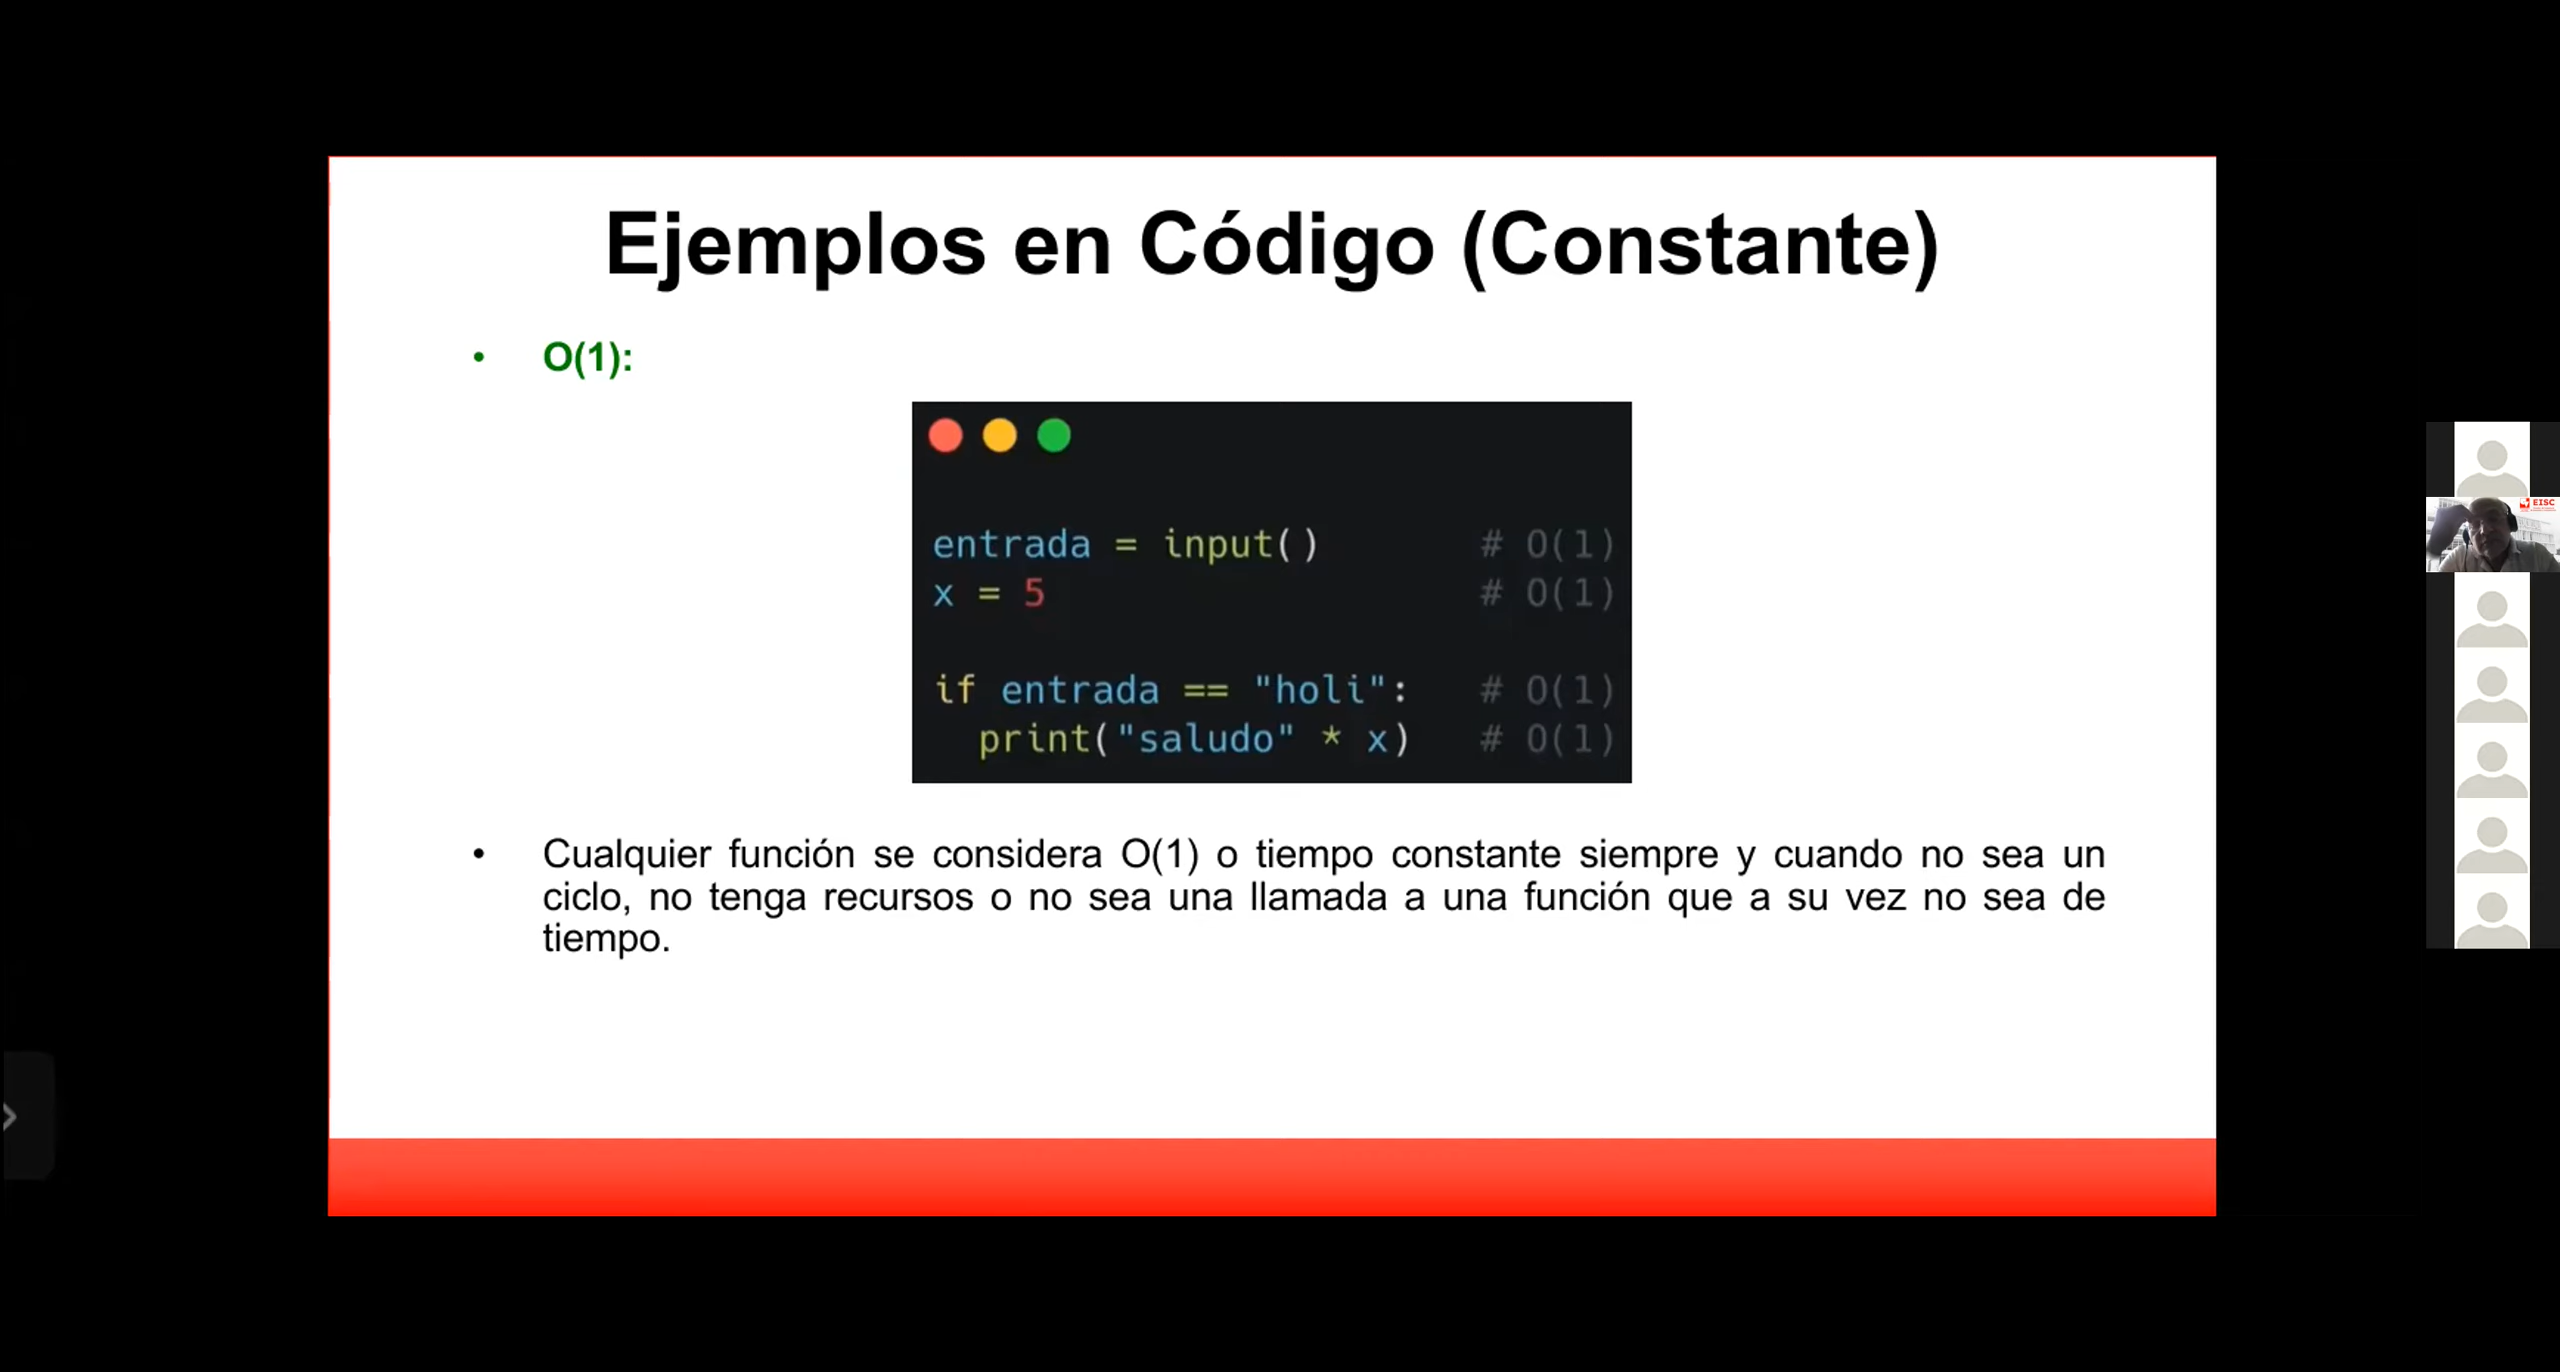 Ejemplos en Código (Constante)
• O(1):
entrada = input() # O(1)
x = 5 # O(1)
if entrada == "holi": # O(1)
print("saludo" * x) # O(1)
• Cualquier función se considera O(1) o tiempo constante siempre y cuando no sea un
ciclo, no tenga recursos o no sea una llamada a una función que a su vez no sea de
tiempo.
EISC